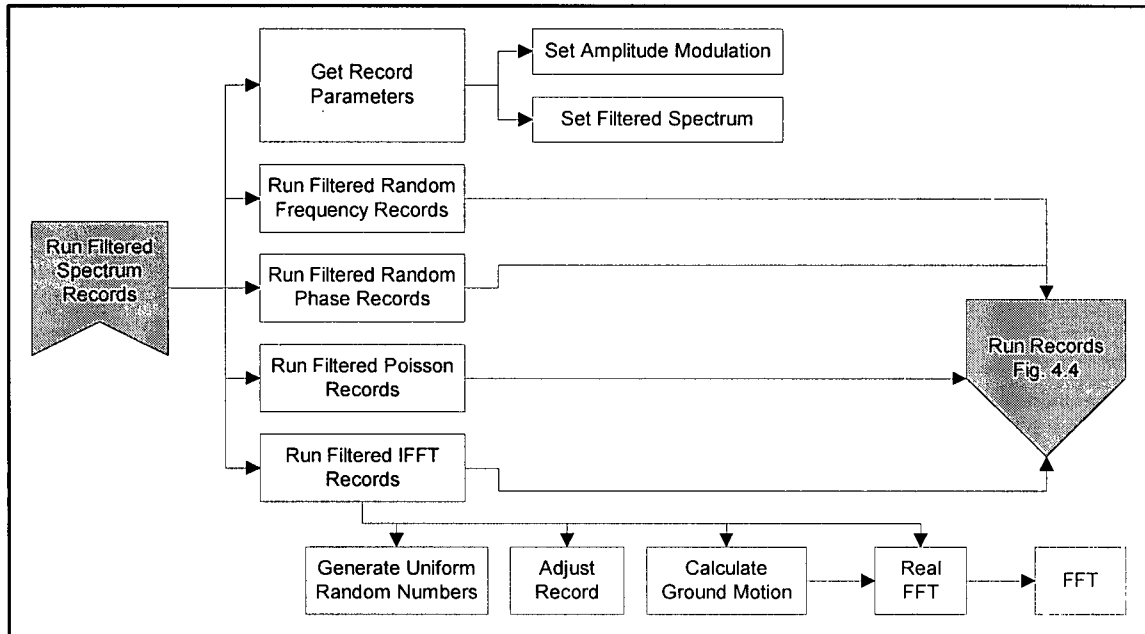 Get Record
Parameters
Set Amplitude Modulation
Set Filtered Spectrum
Run Filtered Random
Frequency Records
Run Filtered
Spectrum
Records
Run Filtered Random
Phase Records
Run Records
Fig. 4.4
Run Filtered Poisson
Records
Run Filtered IFFT
Records
Generate Uniform
Random Numbers
Adjust
Record
Calculate
Ground Motion
Real
FFT
FFT